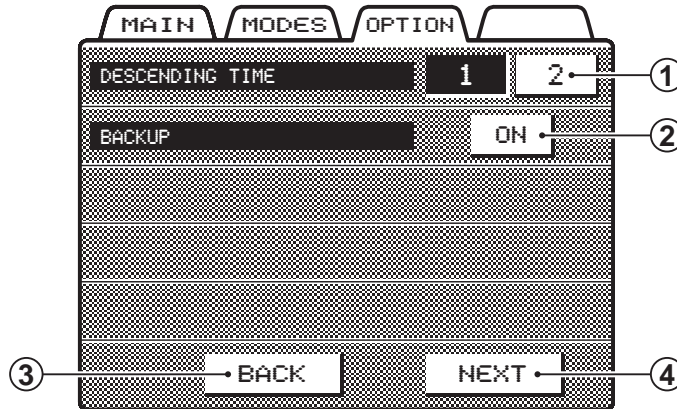 MAIN MODES OPTION
DESCENDING TIME 1 2 1
BACKUP ON 2
3 BACK NEXT 4